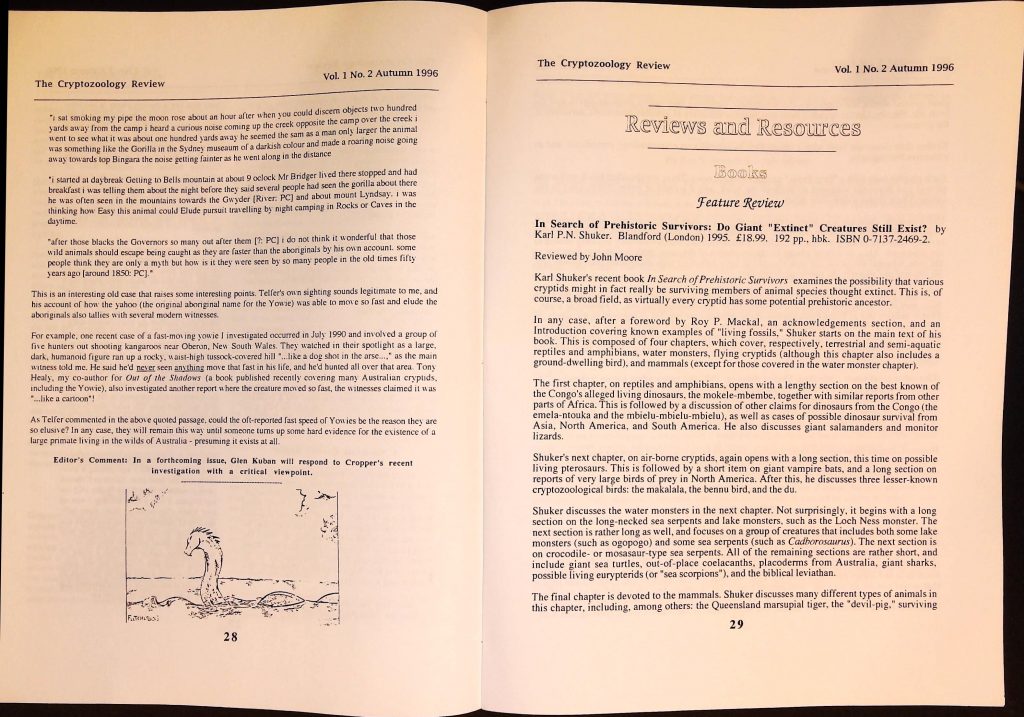 The Cryptozoology Review
Vol. 1 No. 2 Autumn 1996
"i sat smoking my pipe the moon rose about an hour after when you could discern objects two hundred
yards away from the camp i heard a curious noise coming up the creek opposite the camp over the creek i
went to see what it was about one hundred yards away he seemed the sam as a man only larger the animal
was something like the Gorilla in the Sydney museaum of a darkish colour and made a roaring noise going
away towards top Bingara the noise getting fainter as he went along in the distance
"i started at daybreak Getting to Bells mountain at about 9 oclock Mr Bridger lived there stopped and had
breakfast i was telling them about the night before they said several people had seen the gorilla about there
he was often seen in the mountains towards the Gwyder [River: PC] and about mount Lyndsay. i was
thinking how Easy this animal could Elude pursuit travelling by night camping in Rocks or Caves in the
daytime.
"after those blacks the Governors so many out after them [?: PC] i do not think it wonderful that those
wild animals should escape being caught as they are faster than the aboriginals by his own account. some
people think they are only a myth but how is it they were seen by so many people in the old times fifty
years ago [around 1850: PC]."
This is an interesting old case that raises some interesting points. Telfer's own sighting sounds legitimate to me, and
his account of how the yahoo (the original aboriginal name for the Yowie) was able to move so fast and elude the
aboriginals also tallies with several modern witnesses.
For example, one recent case of a fast-moving yowie I investigated occurred in July 1990 and involved a group of
five hunters out shooting kangaroos near Oberon, New South Wales. They watched in their spotlight as a large,
dark, humanoid figure ran up a rocky, waist-high tussock-covered hill "...like a dog shot in the arse...," as the main
witness told me. He said he'd never seen anything move that fast in his life, and he'd hunted all over that area. Tony
Healy, my co-author for Out of the Shadows (a book published recently covering many Australian cryptids,
including the Yowie), also investigated another report where the creature moved so fast, the witnesses claimed it was
"...like a cartoon"!
As Telfer commented in the above quoted passage, could the oft-reported fast speed of Yowies be the reason they are
so elusive? In any case, they will remain this way until someone turns up some hard evidence for the existence of a
large primate living in the wilds of Australia - presuming it exists at all.
Editor's Comment: In a forthcoming issue, Glen Kuban will respond to Cropper's recent
investigation with a critical viewpoint.
28
The Cryptozoology Review
Vol. 1 No. 2 Autumn 1996
Reviews and Resources
Books
Feature Review
In Search of Prehistoric Survivors: Do Giant "Extinct" Creatures Still Exist? by
Karl P.N. Shuker. Blandford (London) 1995. £18.99. 192 pp., hbk. ISBN 0-7137-2469-2.
Reviewed by John Moore
Karl Shuker's recent book In Search of Prehistoric Survivors examines the possibility that various
cryptids might in fact really be surviving members of animal species thought extinct. This is, of
course, a broad field, as virtually every cryptid has some potential prehistoric ancestor.
In any case, after a foreword by Roy P. Mackal, an acknowledgements section, and an
Introduction covering known examples of "living fossils," Shuker starts on the main text of his
book. This is composed of four chapters, which cover, respectively, terrestrial and semi-aquatic
reptiles and amphibians, water monsters, flying cryptids (although this chapter also includes a
ground-dwelling bird), and mammals (except for those covered in the water monster chapter).
The first chapter, on reptiles and amphibians, opens with a lengthy section on the best known of
the Congo's alleged living dinosaurs, the mokele-mbembe, together with similar reports from other
parts of Africa. This is followed by a discussion of other claims for dinosaurs from the Congo (the
emela-ntouka and the mbielu-mbielu-mbielu), as well as cases of possible dinosaur survival from
Asia, North America, and South America. He also discusses giant salamanders and monitor
lizards.
Shuker's next chapter, on air-borne cryptids, again opens with a long section, this time on possible
living pterosaurs. This is followed by a short item on giant vampire bats, and a long section on
reports of very large birds of prey in North America. After this, he discusses three lesser-known
cryptozoological birds: the makalala, the bennu bird, and the du.
Shuker discusses the water monsters in the next chapter. Not surprisingly, it begins with a long
section on the long-necked sea serpents and lake monsters, such as the Loch Ness monster. The
next section is rather long as well, and focuses on a group of creatures that includes both some lake
monsters (such as ogopogo) and some sea serpents (such as Cadborosaurus). The next section is
on crocodile- or mosasaur-type sea serpents. All of the remaining sections are rather short, and
include giant sea turtles, out-of-place coelacanths, placoderms from Australia, giant sharks,
possible living eurypterids (or "sea scorpions"), and the biblical leviathan.
The final chapter is devoted to the mammals. Shuker discusses many different types of animals in
this chapter, including, among others: the Queensland marsupial tiger, the "devil-pig," surviving
29